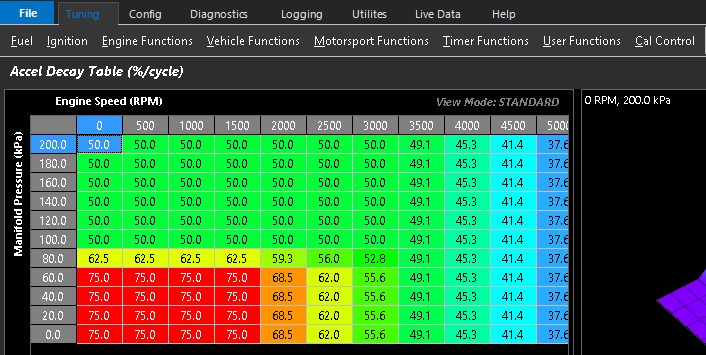 File Tuning Config Diagnostics Logging Utilites Live Data Help
Fuel Ignition Engine Functions Vehicle Functions Motorsport Functions Timer Functions User Functions Cal Control
Accel Decay Table (%/cycle)
Engine Speed (RPM) View Mode: STANDARD
0 RPM, 200.0 kPa
Manifold Pressure (kPa)
0 500 1000 1500 2000 2500 3000 3500 4000 4500 5000
200.0 50.0 50.0 50.0 50.0 50.0 50.0 50.0 49.1 45.3 41.4 37.6
180.0 50.0 50.0 50.0 50.0 50.0 50.0 50.0 49.1 45.3 41.4 37.6
160.0 50.0 50.0 50.0 50.0 50.0 50.0 50.0 49.1 45.3 41.4 37.6
140.0 50.0 50.0 50.0 50.0 50.0 50.0 50.0 49.1 45.3 41.4 37.6
120.0 50.0 50.0 50.0 50.0 50.0 50.0 50.0 49.1 45.3 41.4 37.6
100.0 50.0 50.0 50.0 50.0 50.0 50.0 50.0 49.1 45.3 41.4 37.6
80.0 62.5 62.5 62.5 62.5 59.3 56.0 52.8 49.1 45.3 41.4 37.6
60.0 75.0 75.0 75.0 75.0 68.5 62.0 55.6 49.1 45.3 41.4 37.6
40.0 75.0 75.0 75.0 75.0 68.5 62.0 55.6 49.1 45.3 41.4 37.6
20.0 75.0 75.0 75.0 75.0 68.5 62.0 55.6 49.1 45.3 41.4 37.6
0.0 75.0 75.0 75.0 75.0 68.5 62.0 55.6 49.1 45.3 41.4 37.6